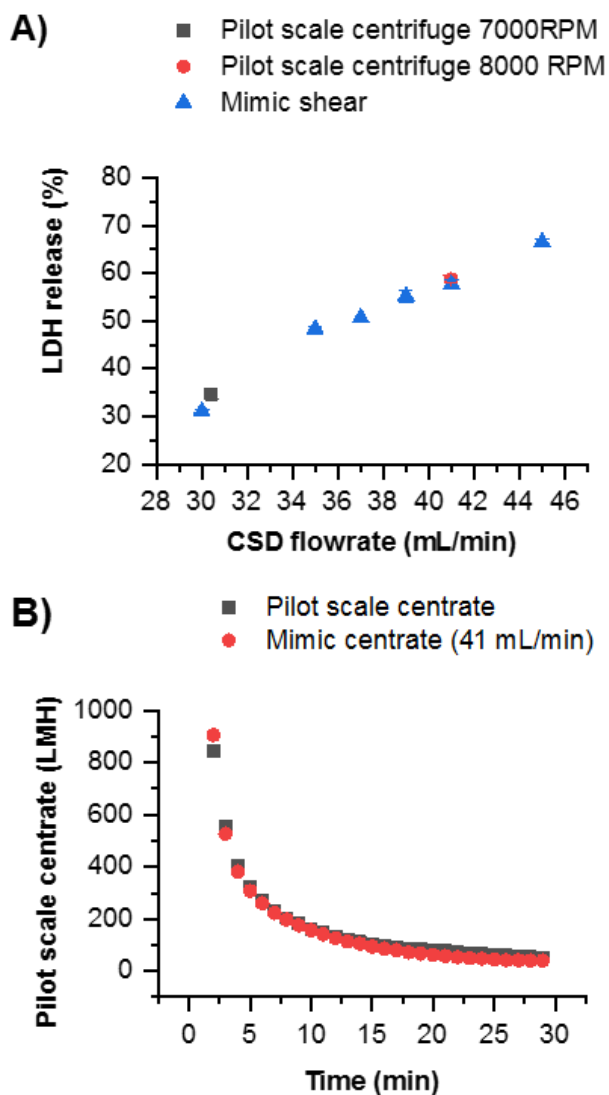 A)
Pilot scale centrifuge 7000RPM
Pilot scale centrifuge 8000 RPM
Mimic shear
LDH release (%)
80
70
60
50
40
30
20
28 30 32 34 36 38 40 42 44 46
CSD flowrate (mL/min)
B)
Pilot scale centrate
Mimic centrate (41 mL/min)
Pilot scale centrate (LMH)
1000
800
600
400
200
0
0 5 10 15 20 25 30
Time (min)